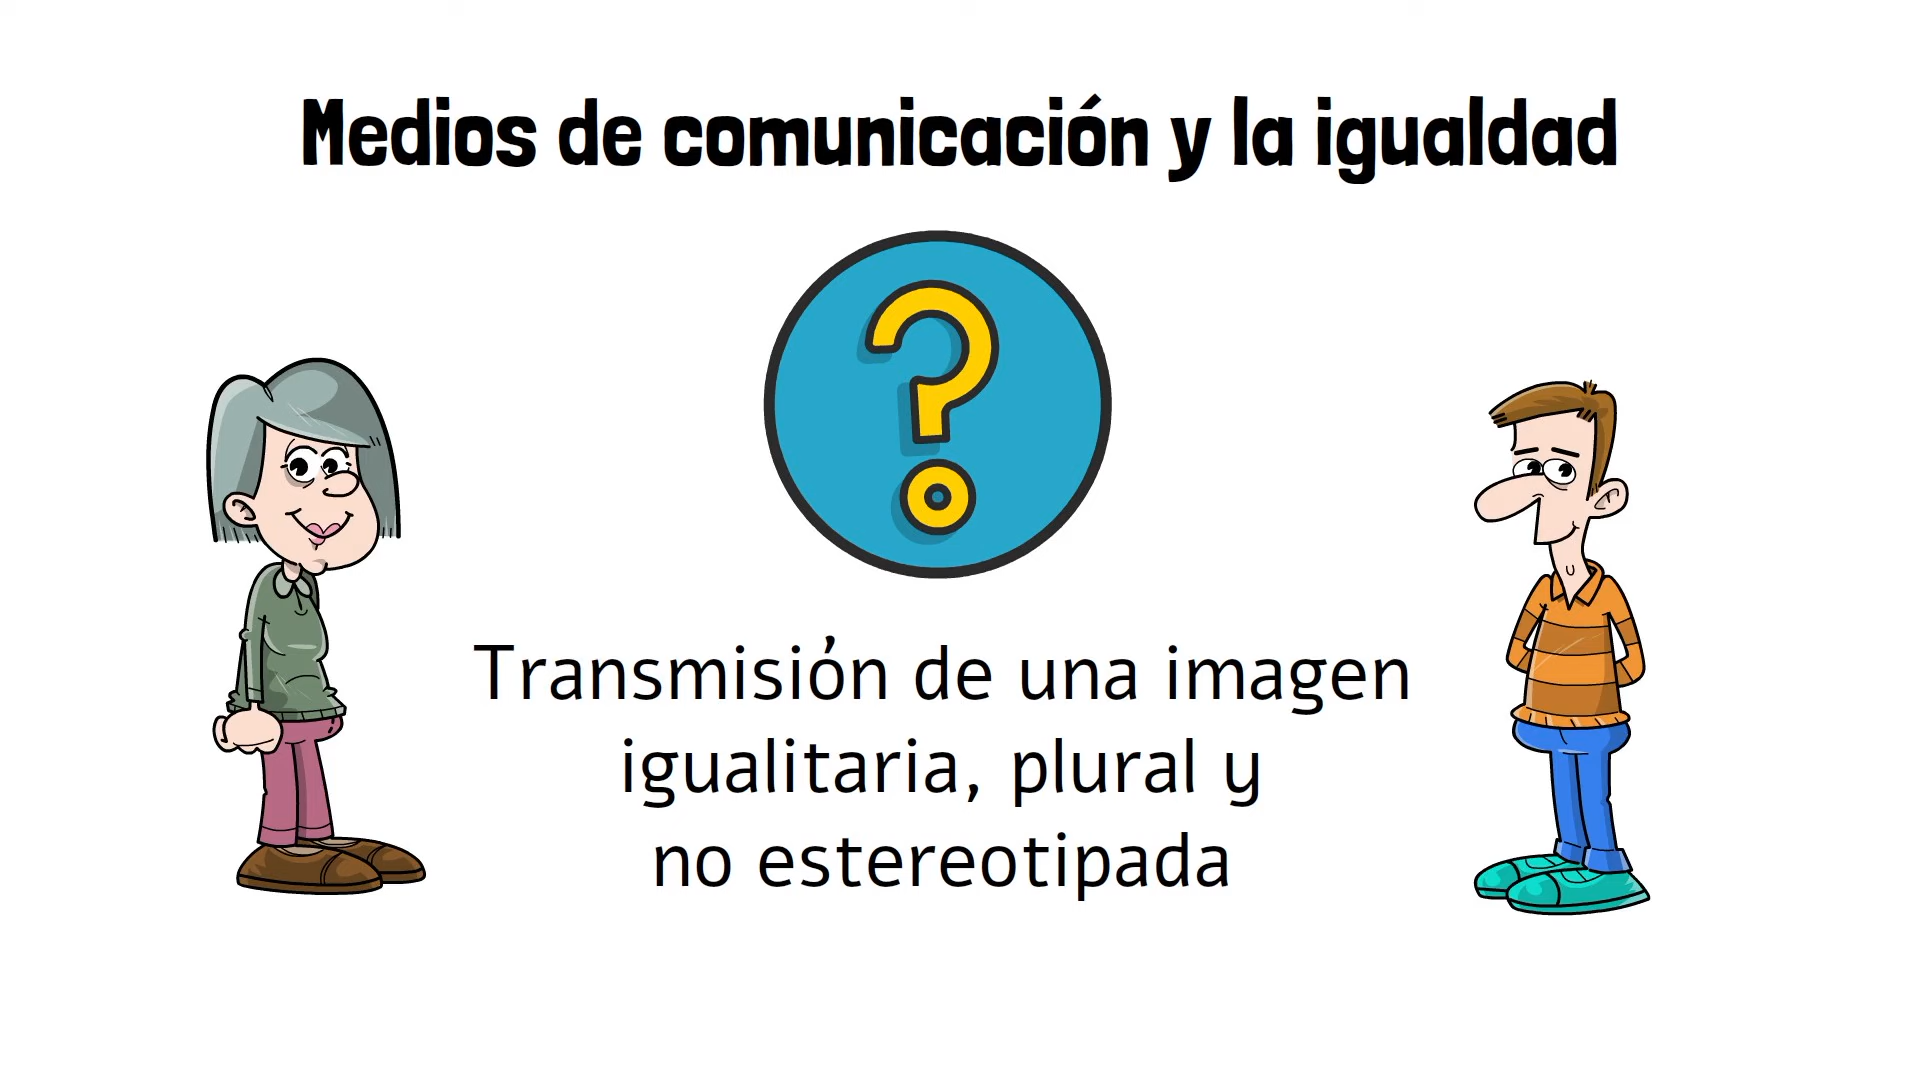 Medios de comunicación y la igualdad
?
Transmisión de una imagen
igualitaria, plural y
no estereotipada